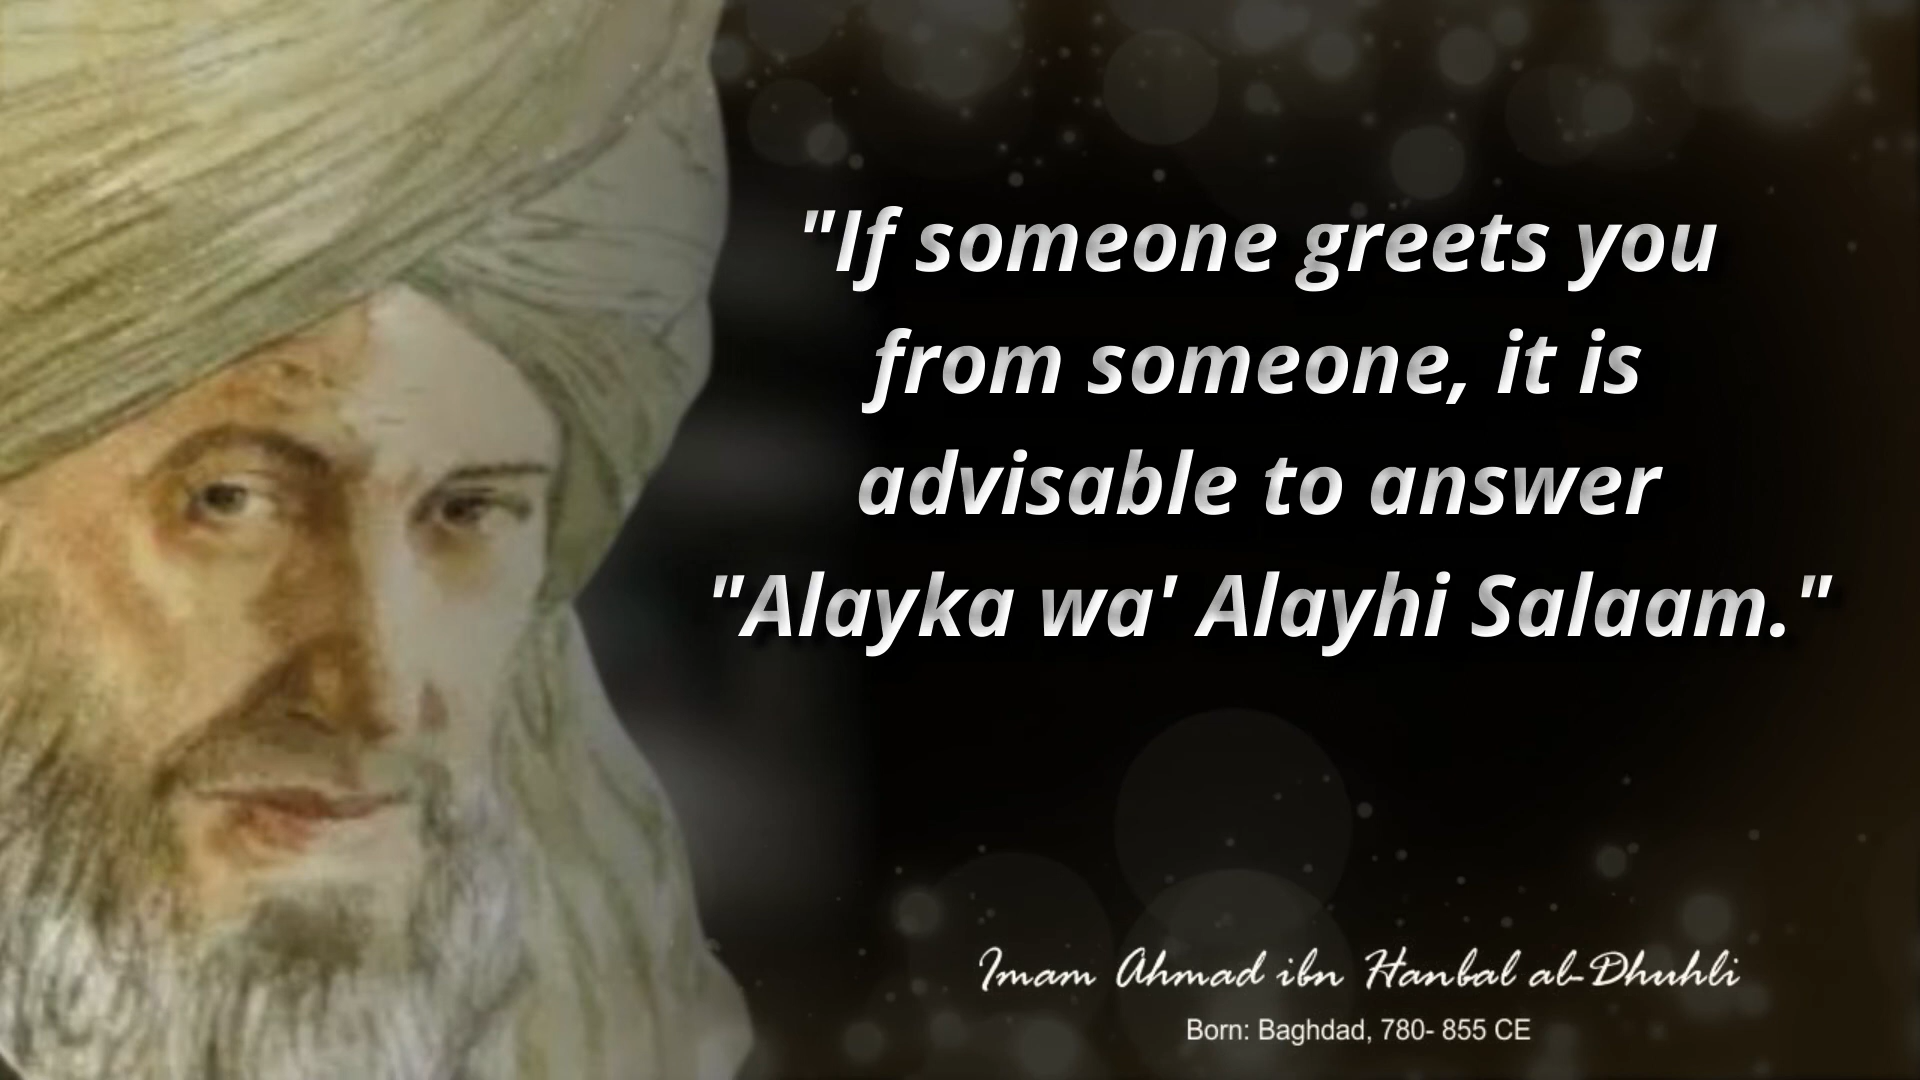 "If someone greets you
from someone, it is
advisable to answer
"Alayka wa' Alayhi Salaam."
Imam Ahmad ibn Hanbal al-Dhuhli
Born: Baghdad, 780- 855 CE